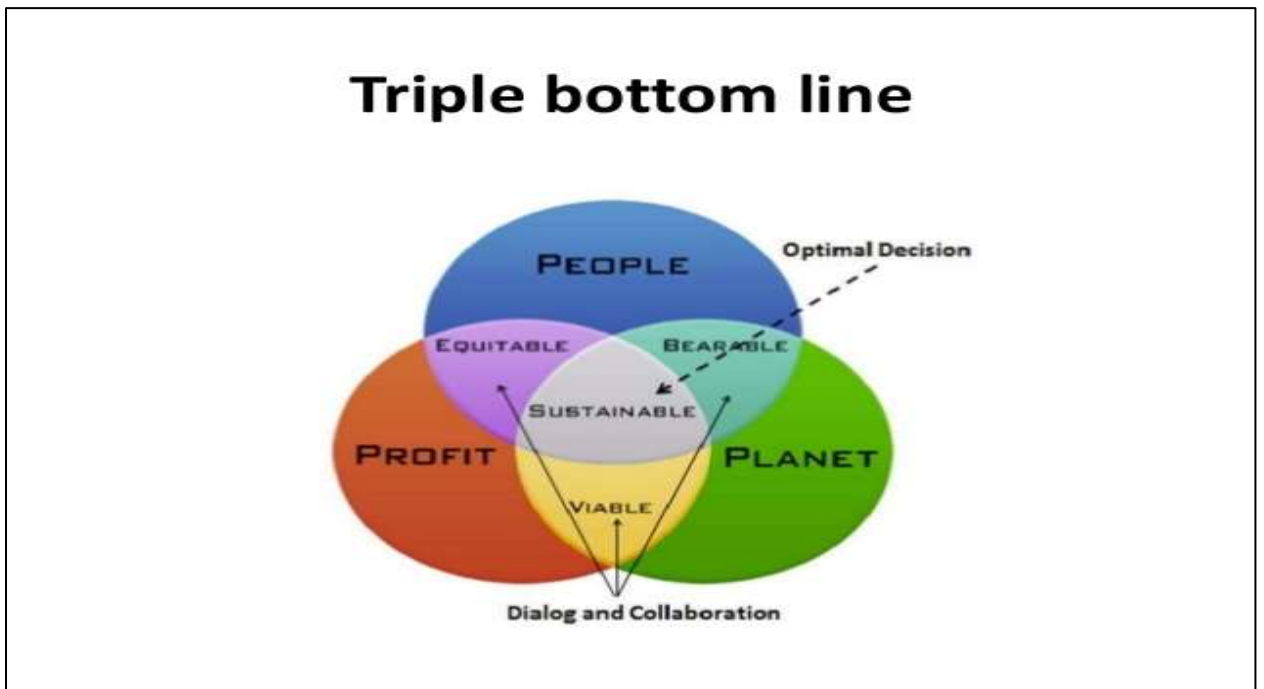 Triple bottom line
PEOPLE
Optimal Decision
EQUITABLE
BEARABLE
SUSTAINABLE
PROFIT
PLANET
VIABLE
Dialog and Collaboration